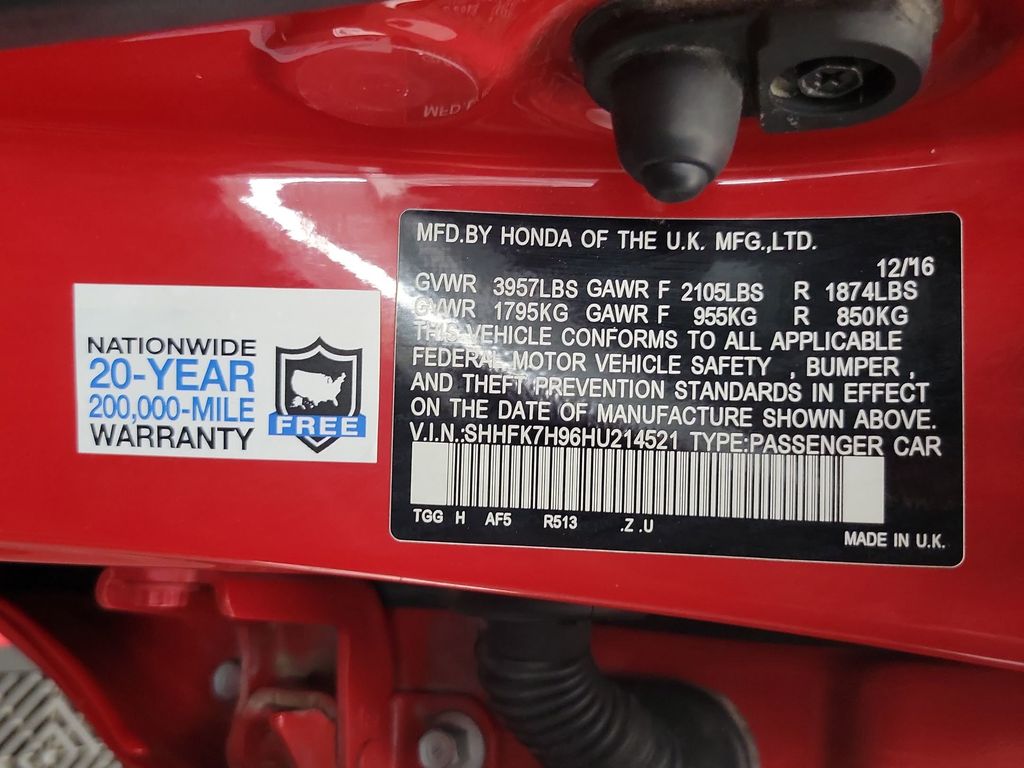 MFD.BY HONDA OF THE U.K. MFG.,LTD.
12/'16
GVWR 3957LBS GAWR F 2105LBS R 1874LBS
GVWR 1795KG GAWR F 955KG R 850KG
THIS VEHICLE CONFORMS TO ALL APPLICABLE
FEDERAL MOTOR VEHICLE SAFETY , BUMPER ,
AND THEFT PREVENTION STANDARDS IN EFFECT
ON THE DATE OF MANUFACTURE SHOWN ABOVE.
V.I.N.:SHHFK7H96HU214521 TYPE:PASSENGER CAR
TGG H AF5 R513 .Z .U
MADE IN U.K.
NATIONWIDE
20-YEAR
200,000-MILE
WARRANTY
FREE